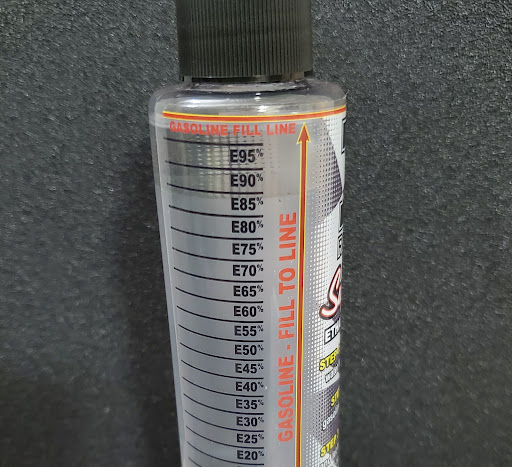 GASOLINE FILL LINE
E95%
E90%
E85%
E80%
E75%
E70%
E65%
E60%
E55%
E50%
E45%
E40%
E35%
E30%
E25%
E20%
GASOLINE - FILL TO LINE
STEP